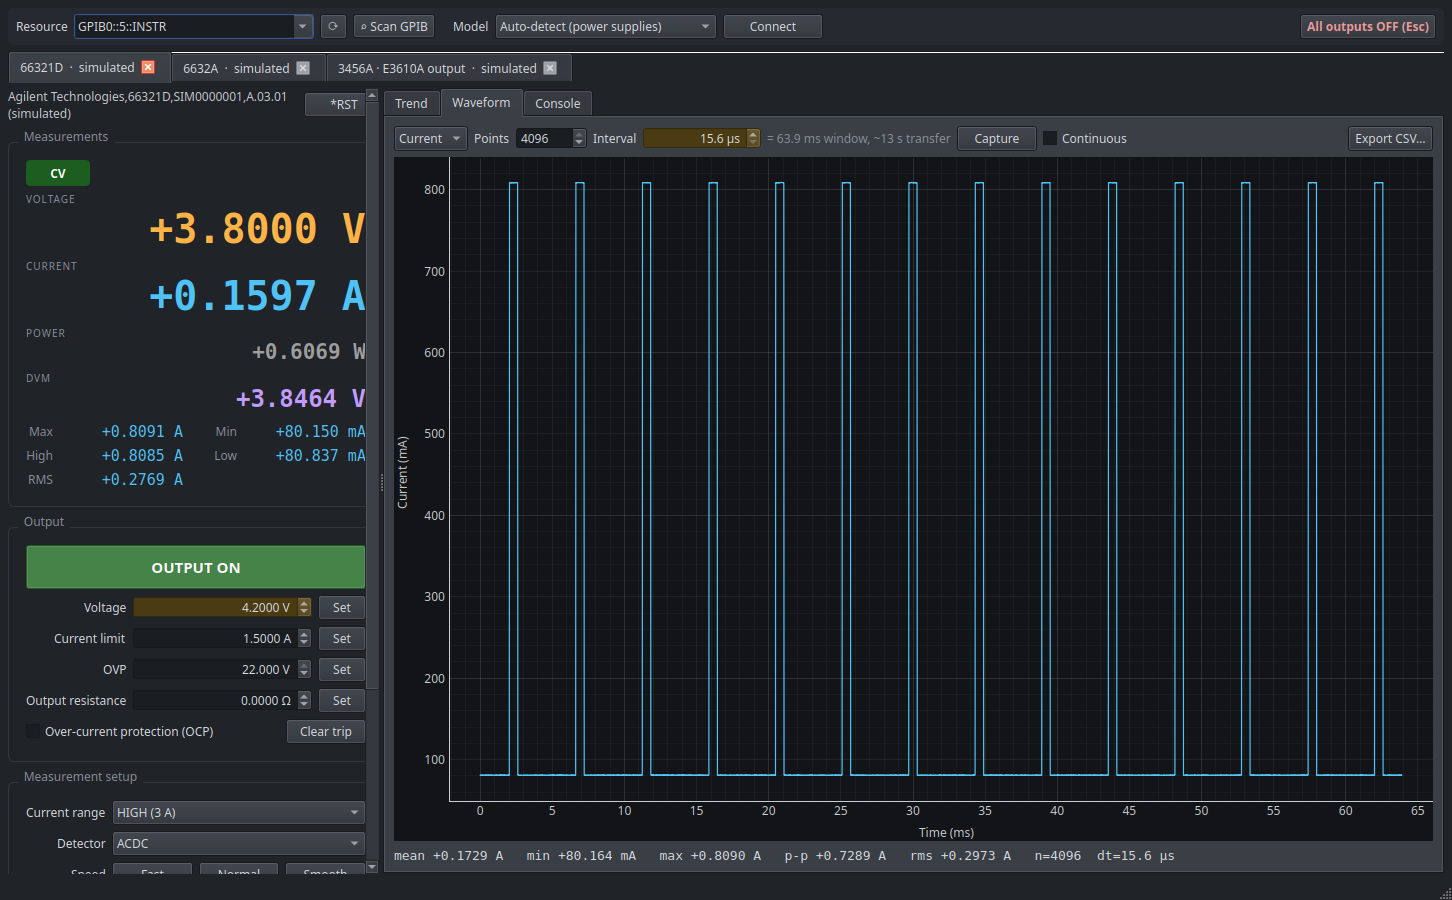 Resource GPIB0::5::INSTR Scan GPIB Model Auto-detect (power supplies) Connect All outputs OFF (Esc)
66321D · simulated 6632A · simulated 3456A · E3610A output · simulated
Agilent Technologies,66321D,SIM0000001,A.03.01
(simulated)
*RST
Measurements
CV
VOLTAGE
+3.8000 V
CURRENT
+0.1597 A
POWER
+0.6069 W
DVM
+3.8464 V
Max +0.8091 A Min +80.150 mA
High +0.8085 A Low +80.837 mA
RMS +0.2769 A
Output
OUTPUT ON
Voltage 4.2000 V Set
Current limit 1.5000 A Set
OVP 22.000 V Set
Output resistance 0.0000 Ω Set
Over-current protection (OCP) Clear trip
Measurement setup
Current range HIGH (3 A)
Detector ACDC
Speed Fast Normal Smooth
Trend Waveform Console
Current Points 4096 Interval 15.6 µs = 63.9 ms window, ~13 s transfer Capture Continuous Export CSV...
800
700
600
500
400
300
200
100
Current (mA)
0 5 10 15 20 25 30 35 40 45 50 55 60 65
Time (ms)
mean +0.1729 A min +80.164 mA max +0.8090 A p-p +0.7289 A rms +0.2973 A n=4096 dt=15.6 µs